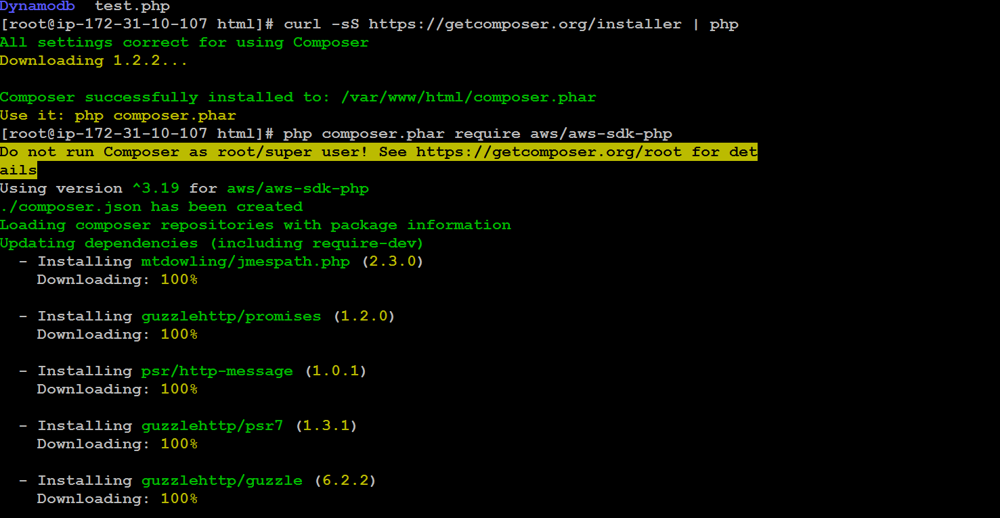 Dynamodb  test.php
[root@ip-172-31-10-107 html]# curl -sS https://getcomposer.org/installer | php
All settings correct for using Composer
Downloading 1.2.2...
Composer successfully installed to: /var/www/html/composer.phar
Use it: php composer.phar
[root@ip-172-31-10-107 html]# php composer.phar require aws/aws-sdk-php
Do not run Composer as root/super user! See https://getcomposer.org/root for det
ails
Using version ^3.19 for aws/aws-sdk-php
./composer.json has been created
Loading composer repositories with package information
Updating dependencies (including require-dev)
  - Installing mtdowling/jmespath.php (2.3.0)
    Downloading: 100%
  - Installing guzzlehttp/promises (1.2.0)
    Downloading: 100%
  - Installing psr/http-message (1.0.1)
    Downloading: 100%
  - Installing guzzlehttp/psr7 (1.3.1)
    Downloading: 100%
  - Installing guzzlehttp/guzzle (6.2.2)
    Downloading: 100%